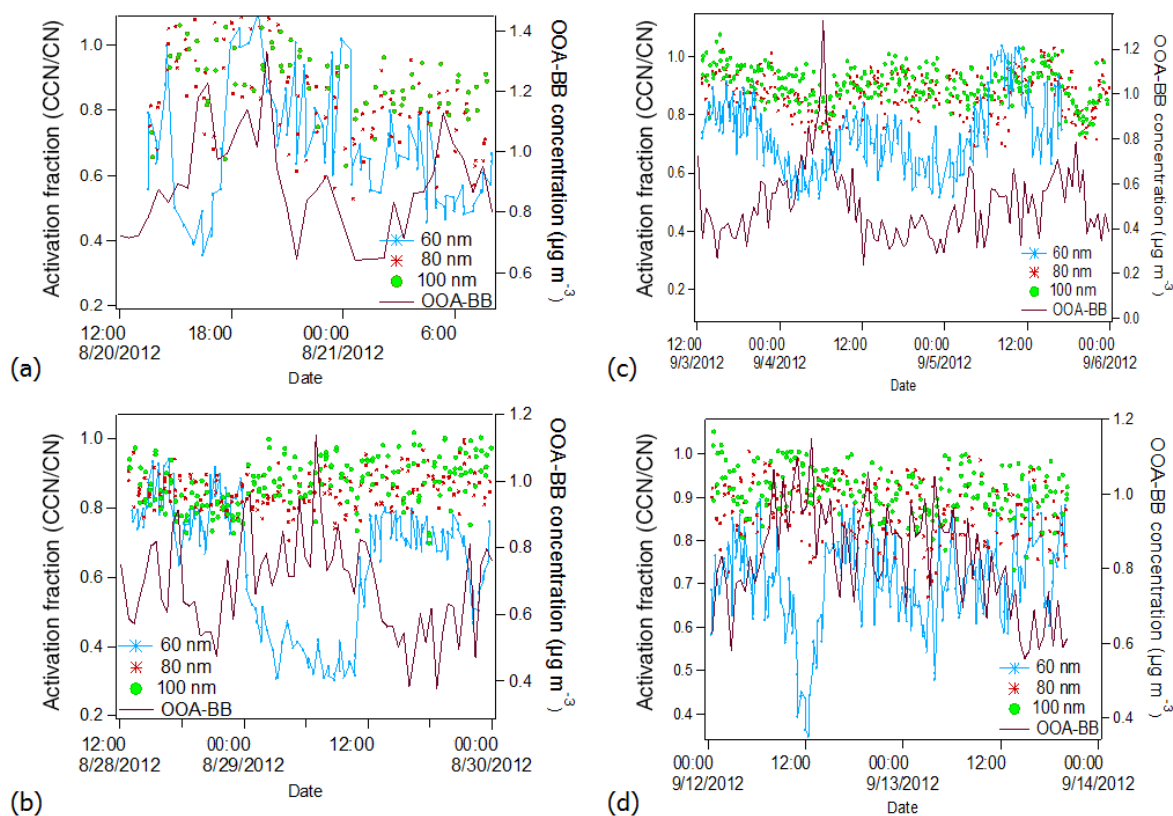 Activation fraction (CCN/CN)
1.0
0.8
0.6
0.4
0.2
1.4
1.2
1.0
0.8
0.6
OOA-BB concentration (µg m⁻³)
60 nm
80 nm
100 nm
OOA-BB
12:00 18:00 00:00 6:00
8/20/2012 8/21/2012
Date
(a)
Activation fraction (CCN/CN)
1.0
0.9
0.8
0.7
0.6
0.5
0.4
0.3
0.2
1.2
1.0
0.8
0.6
0.4
0.2
0.0
OOA-BB concentration (µg m⁻³)
60 nm
80 nm
100 nm
OOA-BB
12:00 00:00 12:00 00:00 12:00 00:00
9/3/2012 9/4/2012 9/5/2012 9/6/2012
Date
(c)
Activation fraction (CCN/CN)
1.0
0.8
0.6
0.4
0.2
1.2
1.0
0.8
0.6
0.4
OOA-BB concentration (µg m⁻³)
60 nm
80 nm
100 nm
OOA-BB
12:00 00:00 12:00 00:00
8/28/2012 8/29/2012 8/30/2012
Date
(b)
Activation fraction (CCN/CN)
1.0
0.9
0.8
0.7
0.6
0.5
0.4
1.2
1.0
0.8
0.6
0.4
OOA-BB concentration (µg m⁻³)
60 nm
80 nm
100 nm
OOA-BB
00:00 12:00 00:00 12:00 00:00
9/12/2012 9/13/2012 9/14/2012
Date
(d)